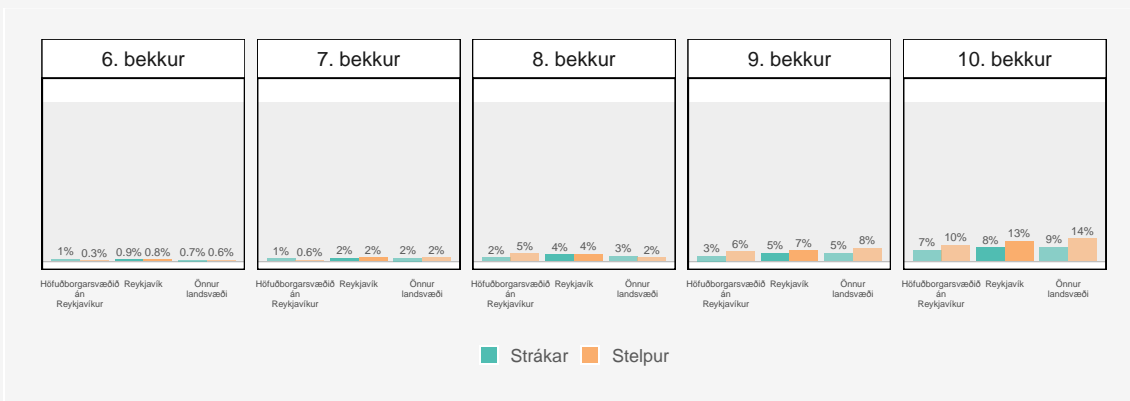 6. bekkur
7. bekkur
8. bekkur
9. bekkur
10. bekkur
1% 0.3% 0.9% 0.8% 0.7% 0.6%
1% 0.6% 2% 2% 2% 2%
2% 5% 4% 4% 3% 2%
3% 6% 5% 7% 5% 8%
7% 10% 8% 13% 9% 14%
Höfuðborgarsvæðið Reykjavík Önnur
án landsvæði
Reykjavíkur
Höfuðborgarsvæðið Reykjavík Önnur
án landsvæði
Reykjavíkur
Höfuðborgarsvæðið Reykjavík Önnur
án landsvæði
Reykjavíkur
Höfuðborgarsvæðið Reykjavík Önnur
án landsvæði
Reykjavíkur
Höfuðborgarsvæðið Reykjavík Önnur
án landsvæði
Reykjavíkur
Strákar Stelpur